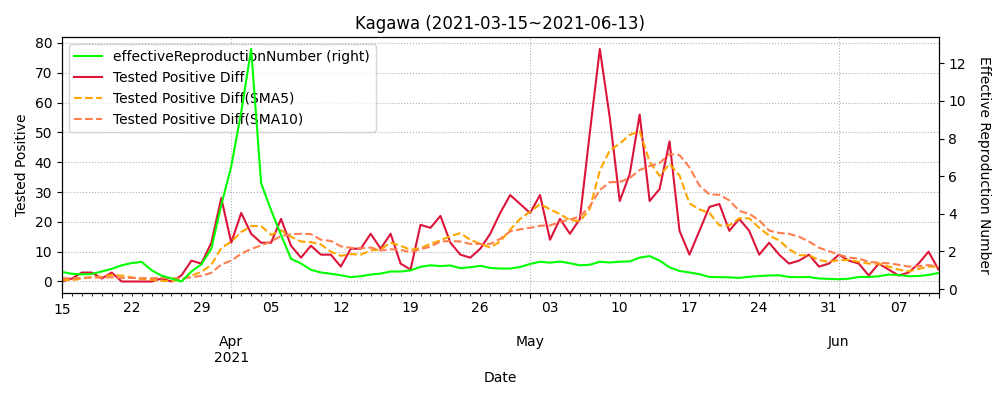 Kagawa (2021-03-15~2021-06-13)
effectiveReproductionNumber (right)
Tested Positive Diff
Tested Positive Diff(SMA5)
Tested Positive Diff(SMA10)
Tested Positive
80
70
60
50
40
30
20
10
0
Effective Reproduction Number
12
10
8
6
4
2
0
15 22 29 05 12 19 26 03 10 17 24 31 07
Apr May Jun
2021
Date